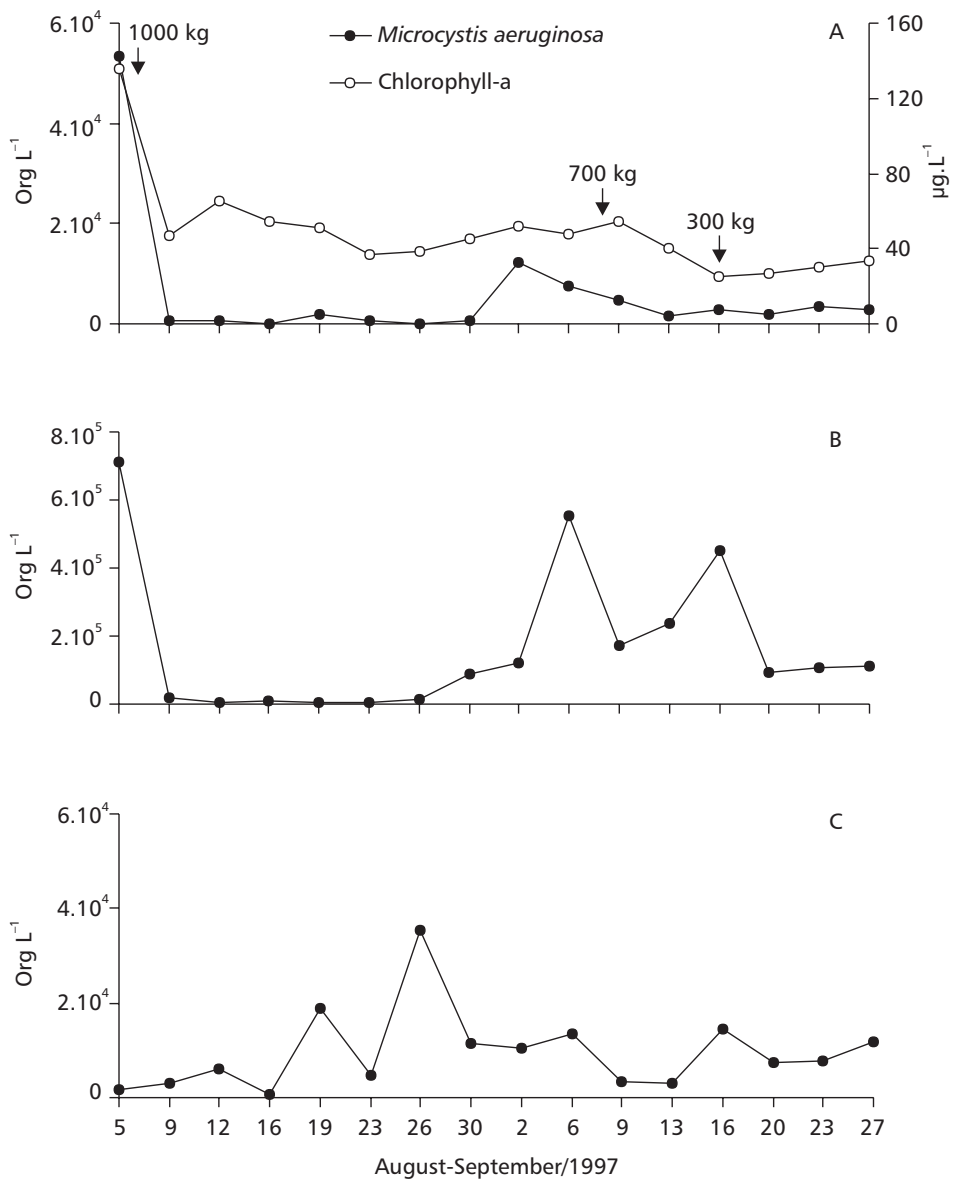 6.10⁴
1000 kg
Microcystis aeruginosa
A
160
Chlorophyll-a
120
4.10⁴
Org L⁻¹
µg.L⁻¹
700 kg
80
300 kg
2.10⁴
40
0
0
8.10⁵
B
6.10⁵
Org L⁻¹
4.10⁵
2.10⁵
0
6.10⁴
C
4.10⁴
Org L⁻¹
2.10⁴
0
5 9 12 16 19 23 26 30 2 6 9 13 16 20 23 27
August-September/1997